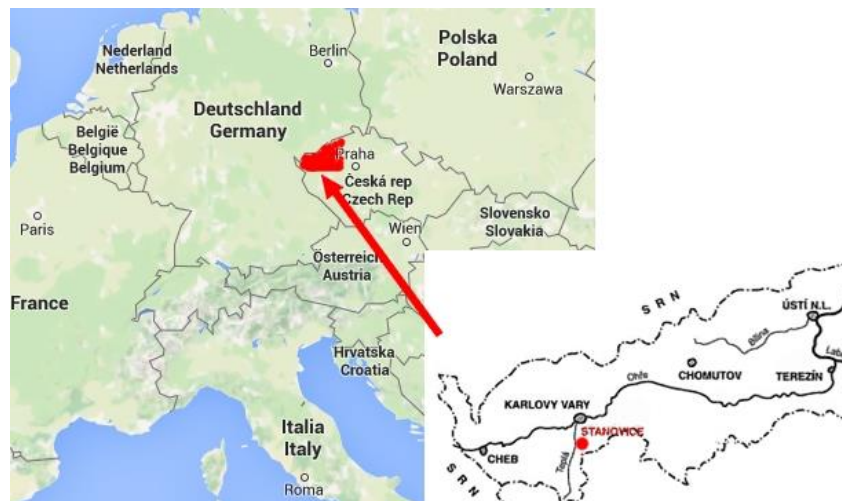 Nederland
Netherlands
Berlin
Polska
Poland
Warszawa
Deutschland
Germany
België
Belgique
Belgium
Praha
Česká rep
Czech Rep
Paris
Slovensko
Slovakia
Wien
Österreich
Austria
France
Hrvatska
Croatia
Italia
Italy
Roma
SRN
ÚSTÍ N.L.
Bílina
Labe
CHOMUTOV
TEREZÍN
Ohře
KARLOVY VARY
STANOVICE
CHEB
Teplá
SRN